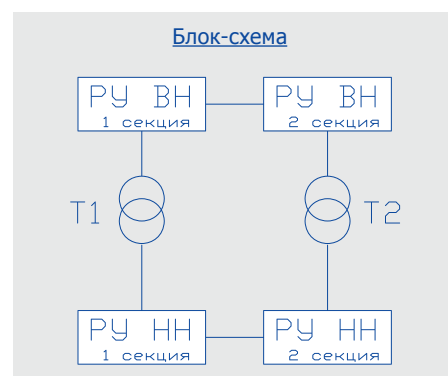 Блок-схема
РУ ВН
1 секция
РУ ВН
2 секция
Т1
Т2
РУ НН
1 секция
РУ НН
2 секция